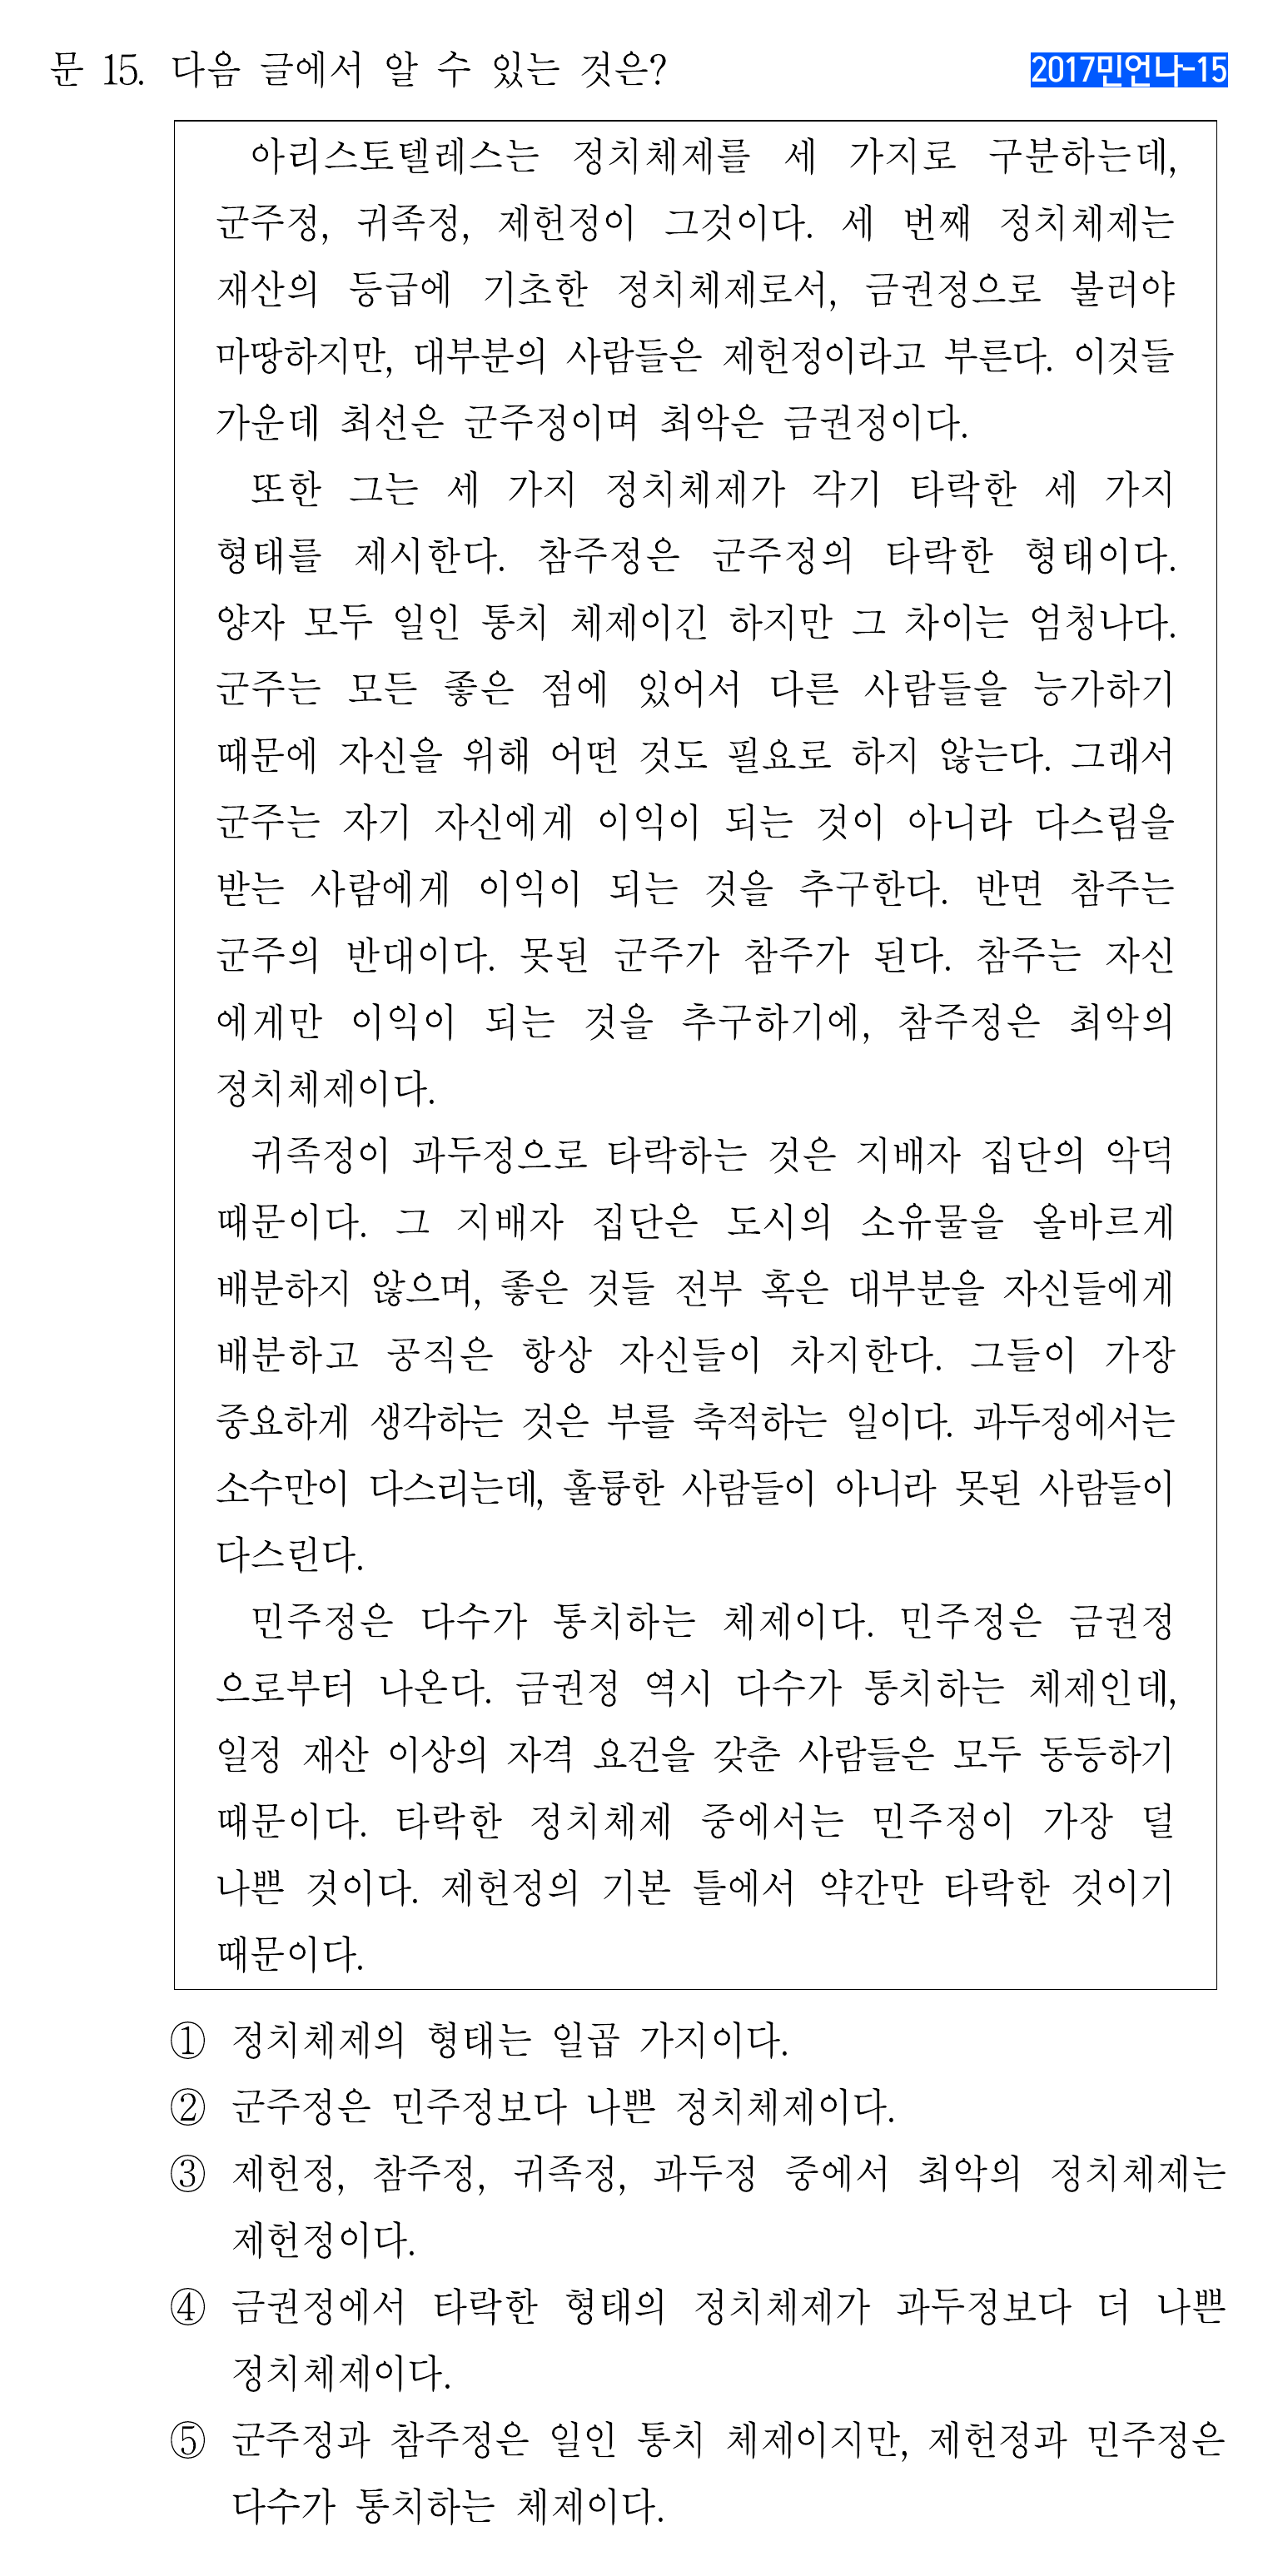 문 15. 다음 글에서 알 수 있는 것은? 2017민언나-15
아리스토텔레스는 정치체제를 세 가지로 구분하는데,
군주정, 귀족정, 제헌정이 그것이다. 세 번째 정치체제는
재산의 등급에 기초한 정치체제로서, 금권정으로 불러야
마땅하지만, 대부분의 사람들은 제헌정이라고 부른다. 이것들
가운데 최선은 군주정이며 최악은 금권정이다.
또한 그는 세 가지 정치체제가 각기 타락한 세 가지
형태를 제시한다. 참주정은 군주정의 타락한 형태이다.
양자 모두 일인 통치 체제이긴 하지만 그 차이는 엄청나다.
군주는 모든 좋은 점에 있어서 다른 사람들을 능가하기
때문에 자신을 위해 어떤 것도 필요로 하지 않는다. 그래서
군주는 자기 자신에게 이익이 되는 것이 아니라 다스림을
받는 사람에게 이익이 되는 것을 추구한다. 반면 참주는
군주의 반대이다. 못된 군주가 참주가 된다. 참주는 자신
에게만 이익이 되는 것을 추구하기에, 참주정은 최악의
정치체제이다.
귀족정이 과두정으로 타락하는 것은 지배자 집단의 악덕
때문이다. 그 지배자 집단은 도시의 소유물을 올바르게
배분하지 않으며, 좋은 것들 전부 혹은 대부분을 자신들에게
배분하고 공직은 항상 자신들이 차지한다. 그들이 가장
중요하게 생각하는 것은 부를 축적하는 일이다. 과두정에서는
소수만이 다스리는데, 훌륭한 사람들이 아니라 못된 사람들이
다스린다.
민주정은 다수가 통치하는 체제이다. 민주정은 금권정
으로부터 나온다. 금권정 역시 다수가 통치하는 체제인데,
일정 재산 이상의 자격 요건을 갖춘 사람들은 모두 동등하기
때문이다. 타락한 정치체제 중에서는 민주정이 가장 덜
나쁜 것이다. 제헌정의 기본 틀에서 약간만 타락한 것이기
때문이다.
① 정치체제의 형태는 일곱 가지이다.
② 군주정은 민주정보다 나쁜 정치체제이다.
③ 제헌정, 참주정, 귀족정, 과두정 중에서 최악의 정치체제는
제헌정이다.
④ 금권정에서 타락한 형태의 정치체제가 과두정보다 더 나쁜
정치체제이다.
⑤ 군주정과 참주정은 일인 통치 체제이지만, 제헌정과 민주정은
다수가 통치하는 체제이다.